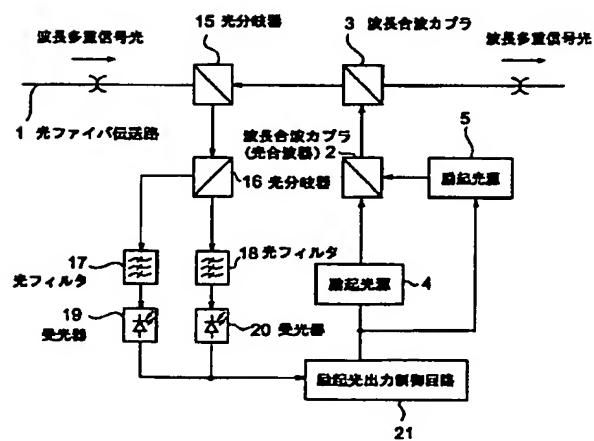 15 光分岐器
3 波長合波カプラ
波長多重信号光
波長多重信号光
1 光ファイバ伝送路
波長合波カプラ
(光合波器) 2
5
励起光源
16 光分岐器
17
光フィルタ
18 光フィルタ
励起光源
4
19
受光器
20 受光器
励起光出力制御回路
21